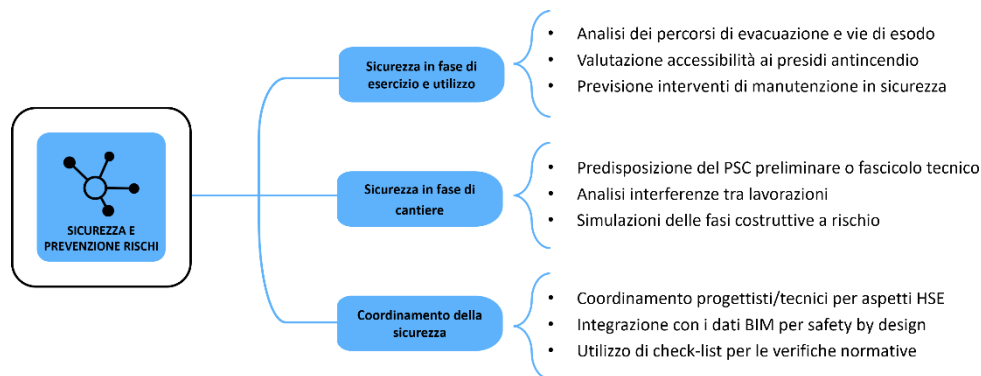 SICUREZZA E
PREVENZIONE RISCHI
Sicurezza in fase di
esercizio e utilizzo
• Analisi dei percorsi di evacuazione e vie di esodo
• Valutazione accessibilità ai presidi antincendio
• Previsione interventi di manutenzione in sicurezza
Sicurezza in fase di
cantiere
• Predisposizione del PSC preliminare o fascicolo tecnico
• Analisi interferenze tra lavorazioni
• Simulazioni delle fasi costruttive a rischio
Coordinamento della
sicurezza
• Coordinamento progettisti/tecnici per aspetti HSE
• Integrazione con i dati BIM per safety by design
• Utilizzo di check-list per le verifiche normative